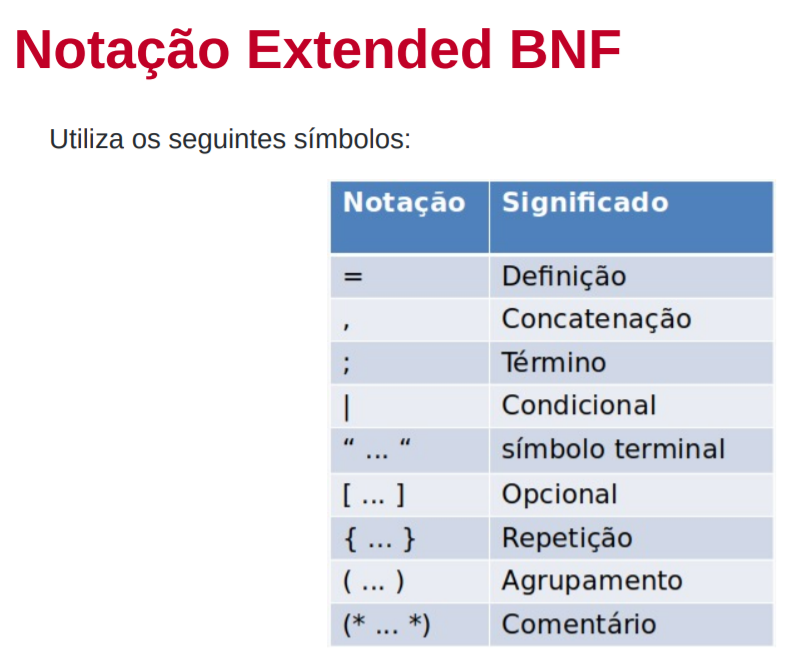 Notação Extended BNF
Utiliza os seguintes símbolos:
Notação Significado
= Definição
, Concatenação
; Término
| Condicional
“ ... “ símbolo terminal
[ ... ] Opcional
{ ... } Repetição
( ... ) Agrupamento
(* ... *) Comentário